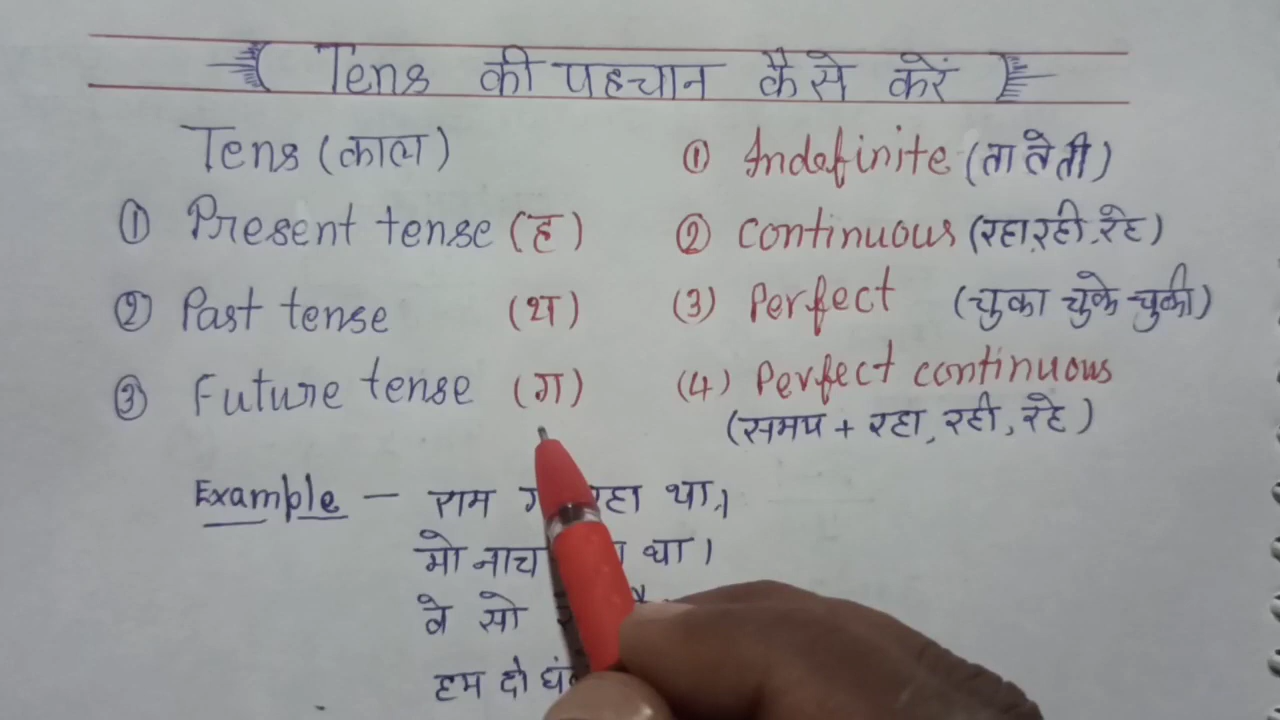 Tens की पहचान कैसे करें
Tens (काल)
① Present tense (ह)
② Past tense (थ)
③ Future tense (ग)
① Indefinite (ता ते ती)
② Continuous (रहा, रही, रहे)
(3) Perfect (चुका चुके चुकी)
(4) Perfect continuous
(समय + रहा, रही, रहे)
Example – राम था।
मो नाच था।
वे सो
हम दो